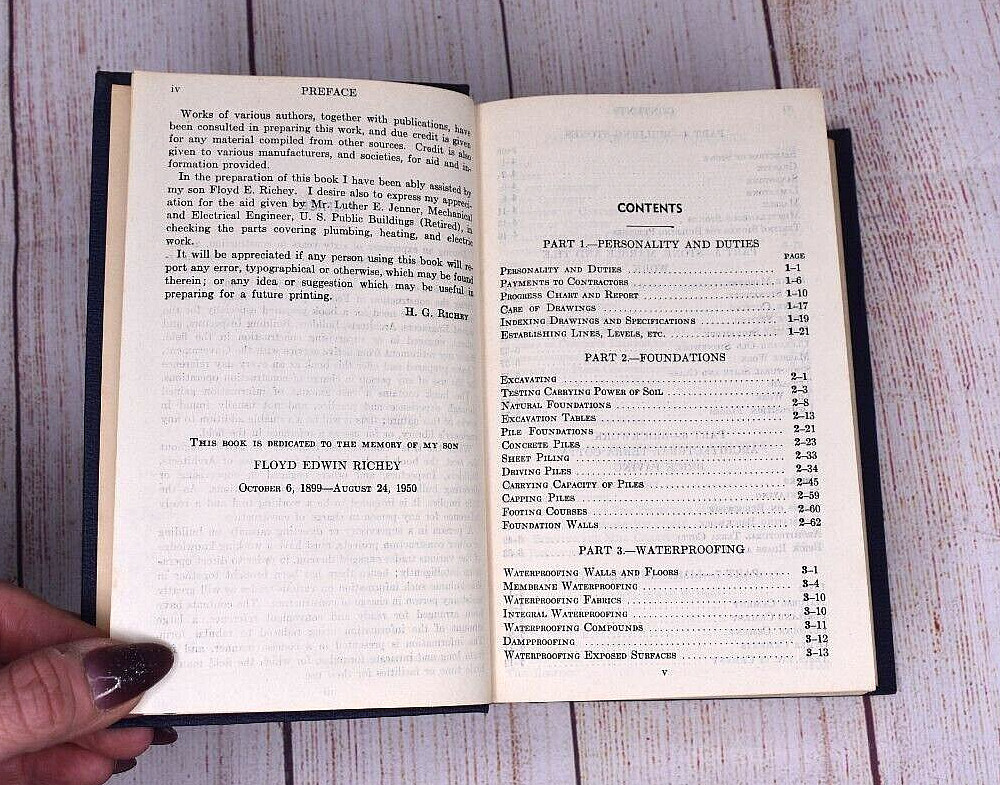 iv
PREFACE
Works of various authors, together with publications, have
been consulted in preparing this work, and due credit is given
for any material compiled from other sources. Credit is also
given to various manufacturers, and societies, for aid and in-
formation provided.
In the preparation of this book I have been ably assisted by
my son Floyd E. Richey. I desire also to express my appreci-
ation for the aid given by Mr. Luther E. Jenner, Mechanical
and Electrical Engineer, U. S. Public Buildings (Retired), in
checking the parts covering plumbing, heating, and electric
work.
It will be appreciated if any person using this book will re-
port any error, typographical or otherwise, which may be found
therein; or any idea or suggestion which may be useful in
preparing for a future printing.
H. G. Richey
This book is dedicated to the memory of my son
FLOYD EDWIN RICHEY
October 6, 1899—August 24, 1950
CONTENTS
PART 1.—PERSONALITY AND DUTIES
PAGE
Personality and Duties 1–1
Payments to Contractors 1–6
Progress Chart and Report 1–10
Care of Drawings 1–17
Indexing Drawings and Specifications 1–19
Establishing Lines, Levels, etc. 1–21
PART 2.—FOUNDATIONS
Excavating 2–1
Testing Carrying Power of Soil 2–3
Natural Foundations 2–8
Excavation Tables 2–13
Pile Foundations 2–21
Concrete Piles 2–23
Sheet Piling 2–33
Driving Piles 2–34
Carrying Capacity of Piles 2–45
Capping Piles 2–59
Footing Courses 2–60
Foundation Walls 2–62
PART 3.—WATERPROOFING
Waterproofing Walls and Floors 3–1
Membrane Waterproofing 3–4
Waterproofing Fabrics 3–10
Integral Waterproofing 3–10
Waterproofing Compounds 3–11
Dampproofing 3–12
Waterproofing Exposed Surfaces 3–13
v